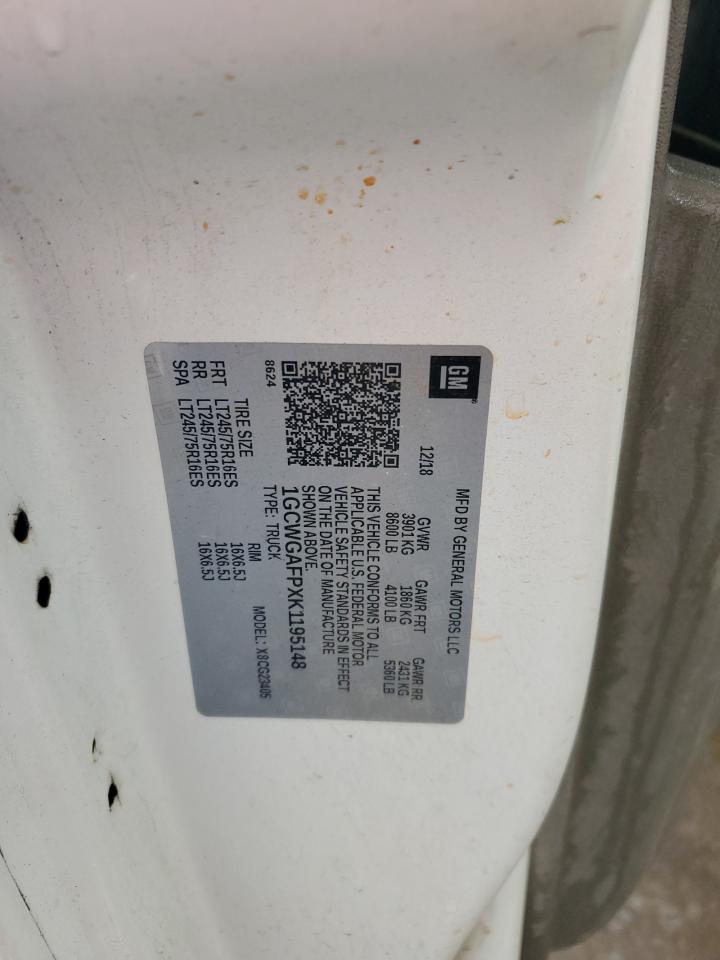 GM
MFD BY GENERAL MOTORS LLC
12/18 GVWR GAWR FRT GAWR RR
3901 KG 1860 KG 2431 KG
8600 LB 4100 LB 5360 LB
THIS VEHICLE CONFORMS TO ALL
APPLICABLE U.S. FEDERAL MOTOR
VEHICLE SAFETY STANDARDS IN EFFECT
ON THE DATE OF MANUFACTURE
SHOWN ABOVE.
1GCWGAFPXK1195148
8624 TYPE: TRUCK MODEL: X8CG23405
TIRE SIZE RIM
FRT LT245/75R16ES 16X6.5J
RR LT245/75R16ES 16X6.5J
SPA LT245/75R16ES 16X6.5J